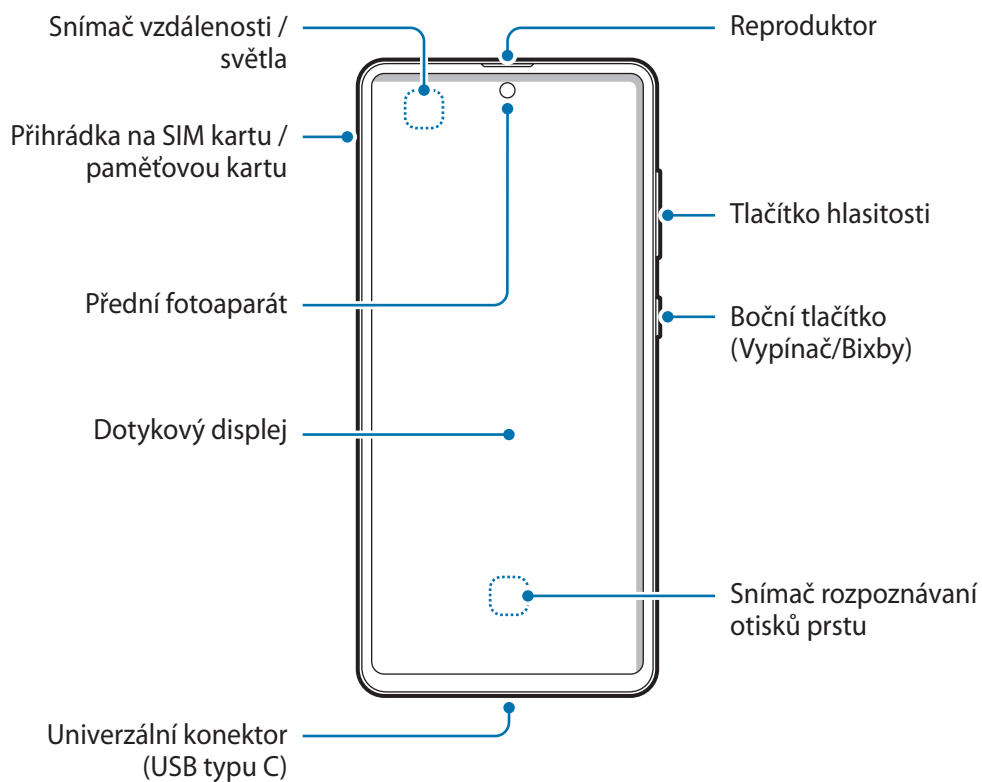 Snímač vzdálenosti /
světla
Reproduktor
Přihrádka na SIM kartu /
paměťovou kartu
Tlačítko hlasitosti
Přední fotoaparát
Boční tlačítko
(Vypínač/Bixby)
Dotykový displej
Snímač rozpoznávaní
otisků prstu
Univerzální konektor
(USB typu C)